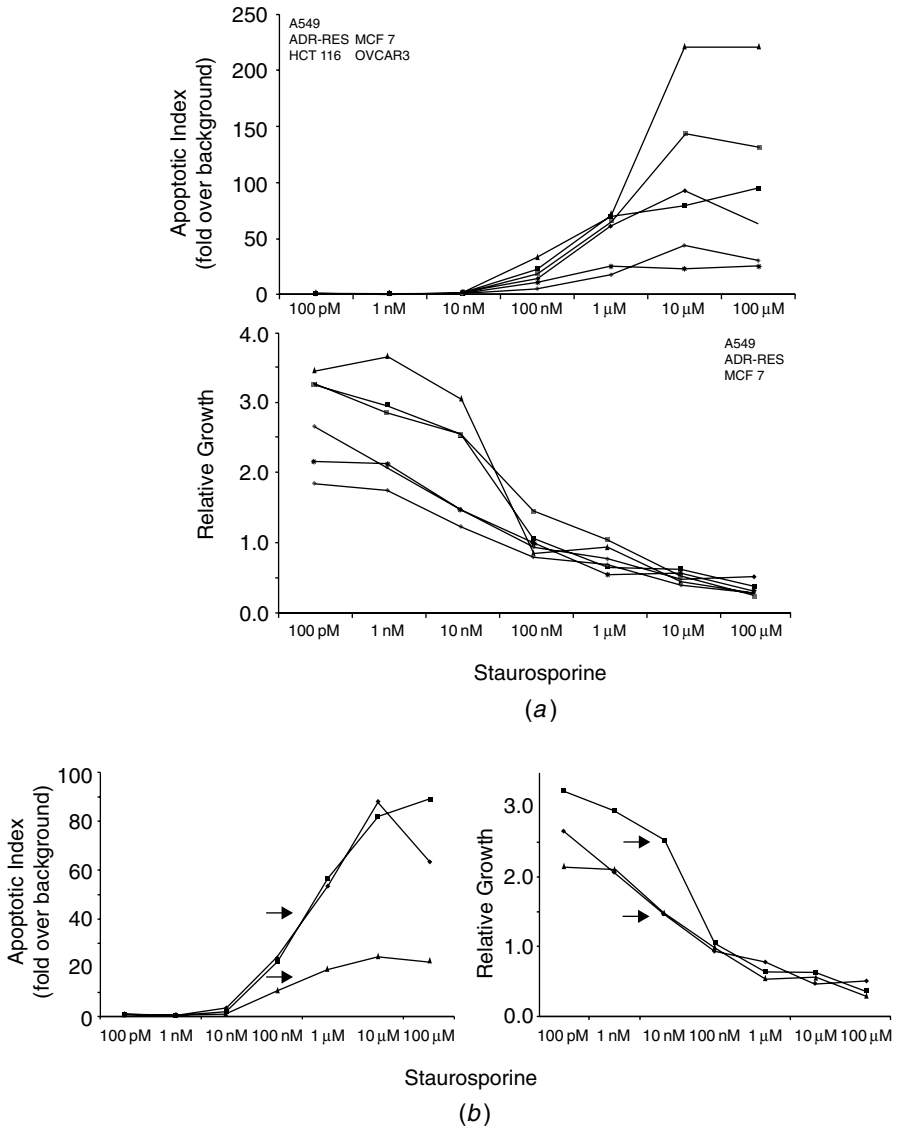 250
200
150
100
50
0
Apoptotic Index
(fold over background)
A549
ADR-RES MCF 7
HCT 116 OVCAR3
100 pM 1 nM 10 nM 100 nM 1 μM 10 μM 100 μM
4.0
3.0
2.0
1.0
0.0
Relative Growth
A549
ADR-RES
MCF 7
100 pM 1 nM 10 nM 100 nM 1 μM 10 μM 100 μM
Staurosporine
(a)
100
80
60
40
20
0
Apoptotic Index
(fold over background)
100 pM 1 nM 10 nM 100 nM 1 μM 10 μM 100 μM
3.0
2.0
1.0
0.0
Relative Growth
100 pM 1 nM 10 nM 100 nM 1 μM 10 μM 100 μM
Staurosporine
(b)